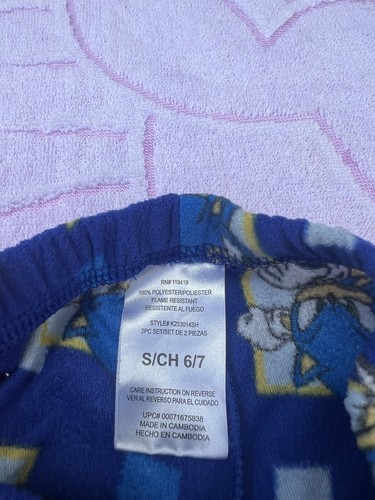 RN# 119419
100% POLYESTER/POLIESTER
FLAME RESISTANT
RESISTENTE AL FUEGO
STYLE# K253014SH
2PC SET/SET DE 2 PIEZAS
S/CH 6/7
CARE INSTRUCTION ON REVERSE
VER AL REVERSO PARA EL CUIDADO
UPC# 00071675838
MADE IN CAMBODIA
HECHO EN CAMBODIA